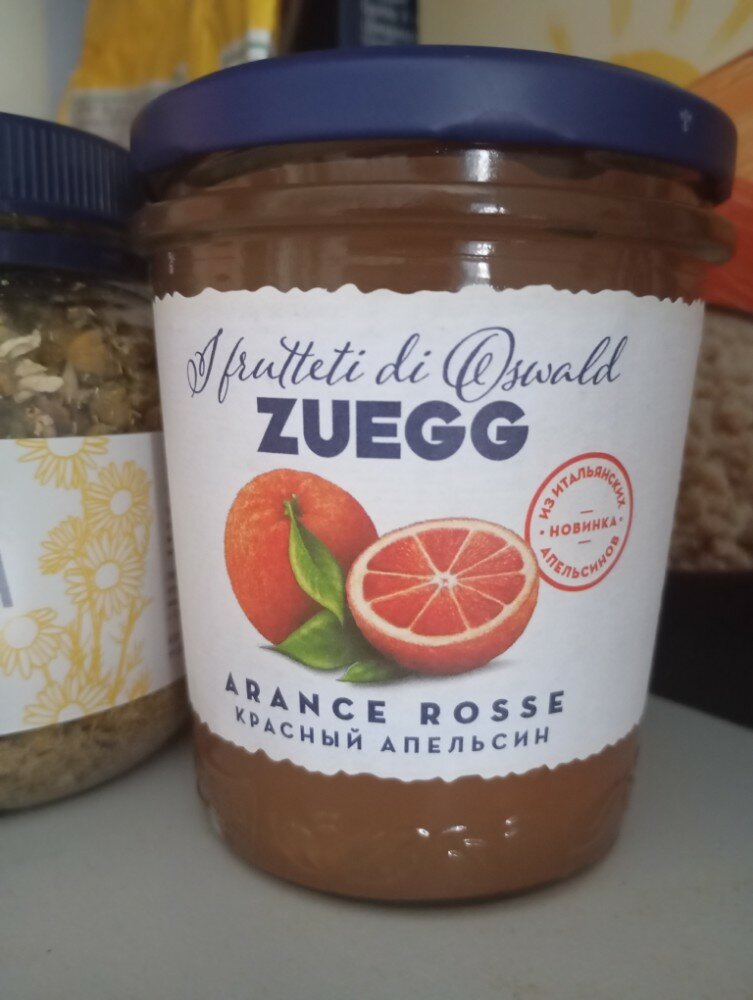 I frutteti di Oswald
ZUEGG
ИЗ ИТАЛЬЯНСКИХ
НОВИНКА
АПЕЛЬСИНОВ
ARANCE ROSSE
КРАСНЫЙ АПЕЛЬСИН